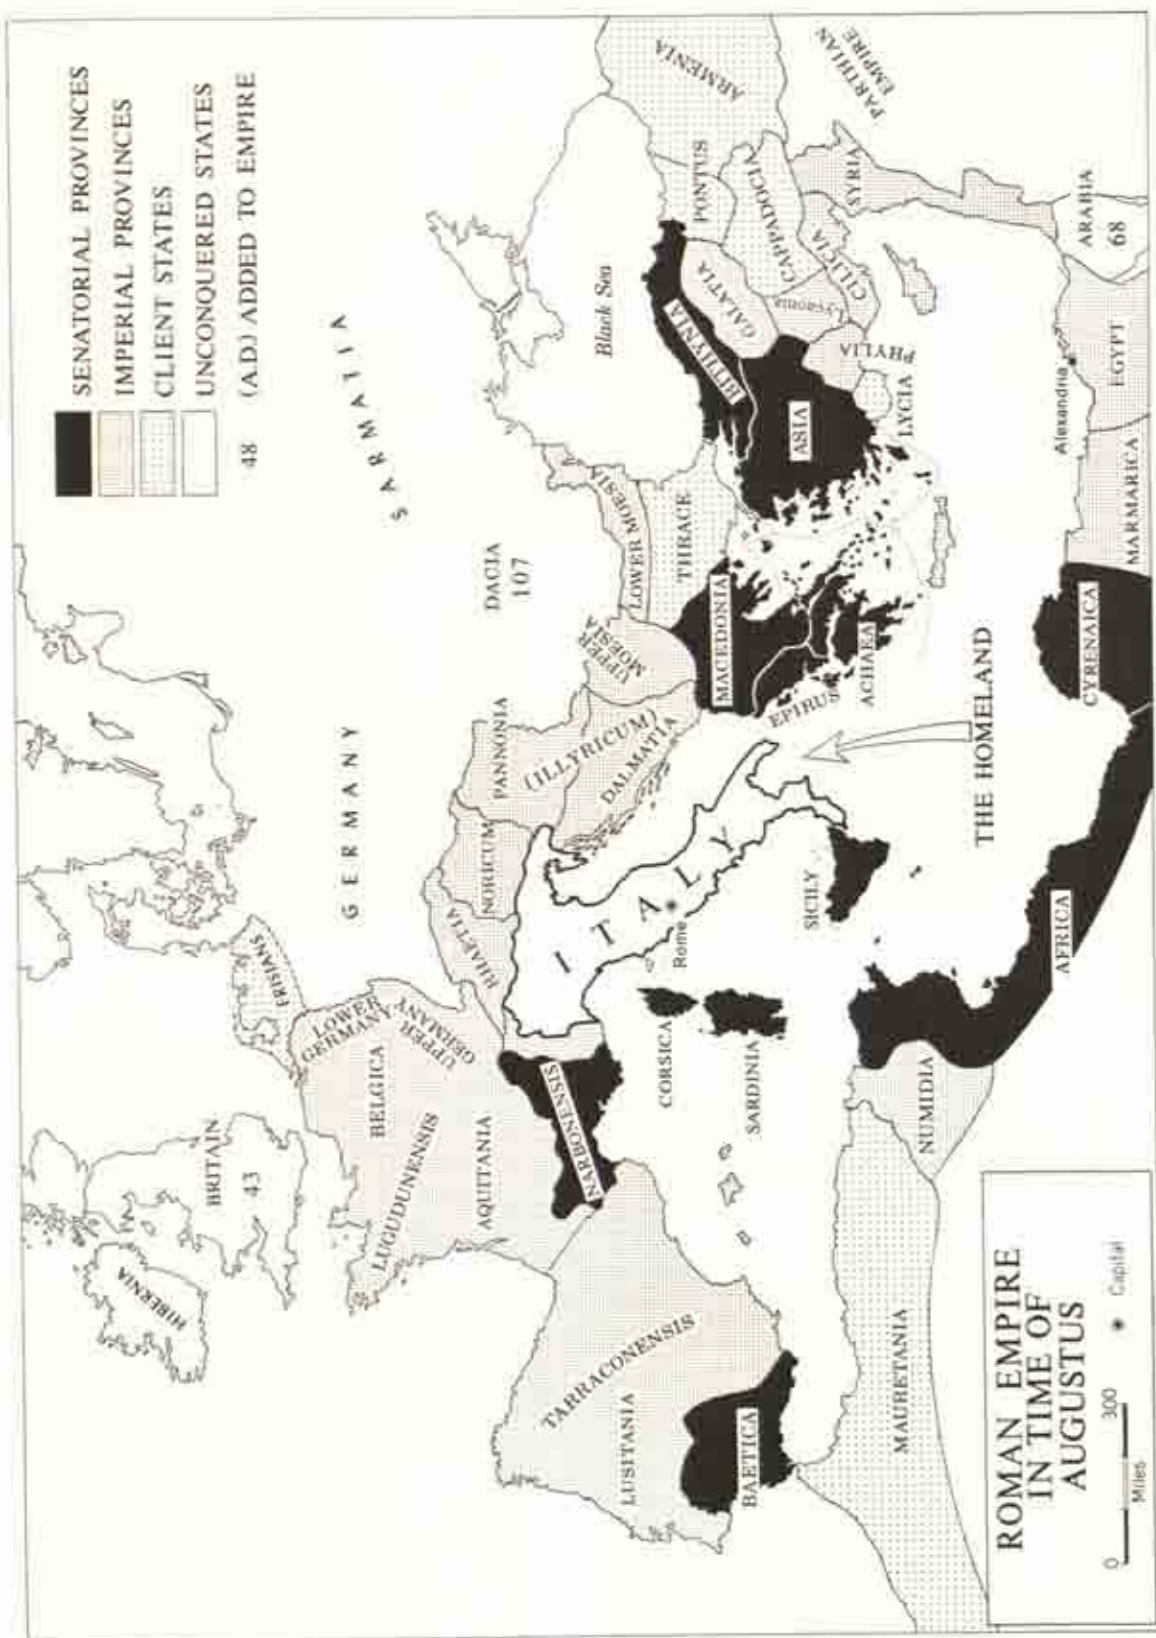 SENATORIAL PROVINCES
IMPERIAL PROVINCES
CLIENT STATES
UNCONQUERED STATES
48 (A.D.) ADDED TO EMPIRE
HIBERNIA
BRITAIN
43
FRISIANS
GERMANY
SARMATIA
LOWER
GERMANY
UPPER
GERMANY
BELGICA
LUGUDUNENSIS
AQUITANIA
NARBONENSIS
RHAETIA
NORICUM
PANNONIA
(ILLYRICUM)
DALMATIA
DACIA
107
UPPER
MOESIA
LOWER MOESIA
THRACE
MACEDONIA
EPIRUS
ACHAEA
Black Sea
BITHYNIA
PONTUS
ARMENIA
PARTHIAN
EMPIRE
GALATIA
CAPPADOCIA
Lycaonia
CILICIA
SYRIA
ASIA
PHYLIA
LYCIA
ITALY
Rome
CORSICA
SARDINIA
SICILY
THE HOMELAND
TARRACONENSIS
LUSITANIA
BAETICA
MAURETANIA
NUMIDIA
AFRICA
CYRENAICA
MARMARICA
Alexandria
EGYPT
ARABIA
68
ROMAN EMPIRE
IN TIME OF
AUGUSTUS
0 300
Miles
Capital